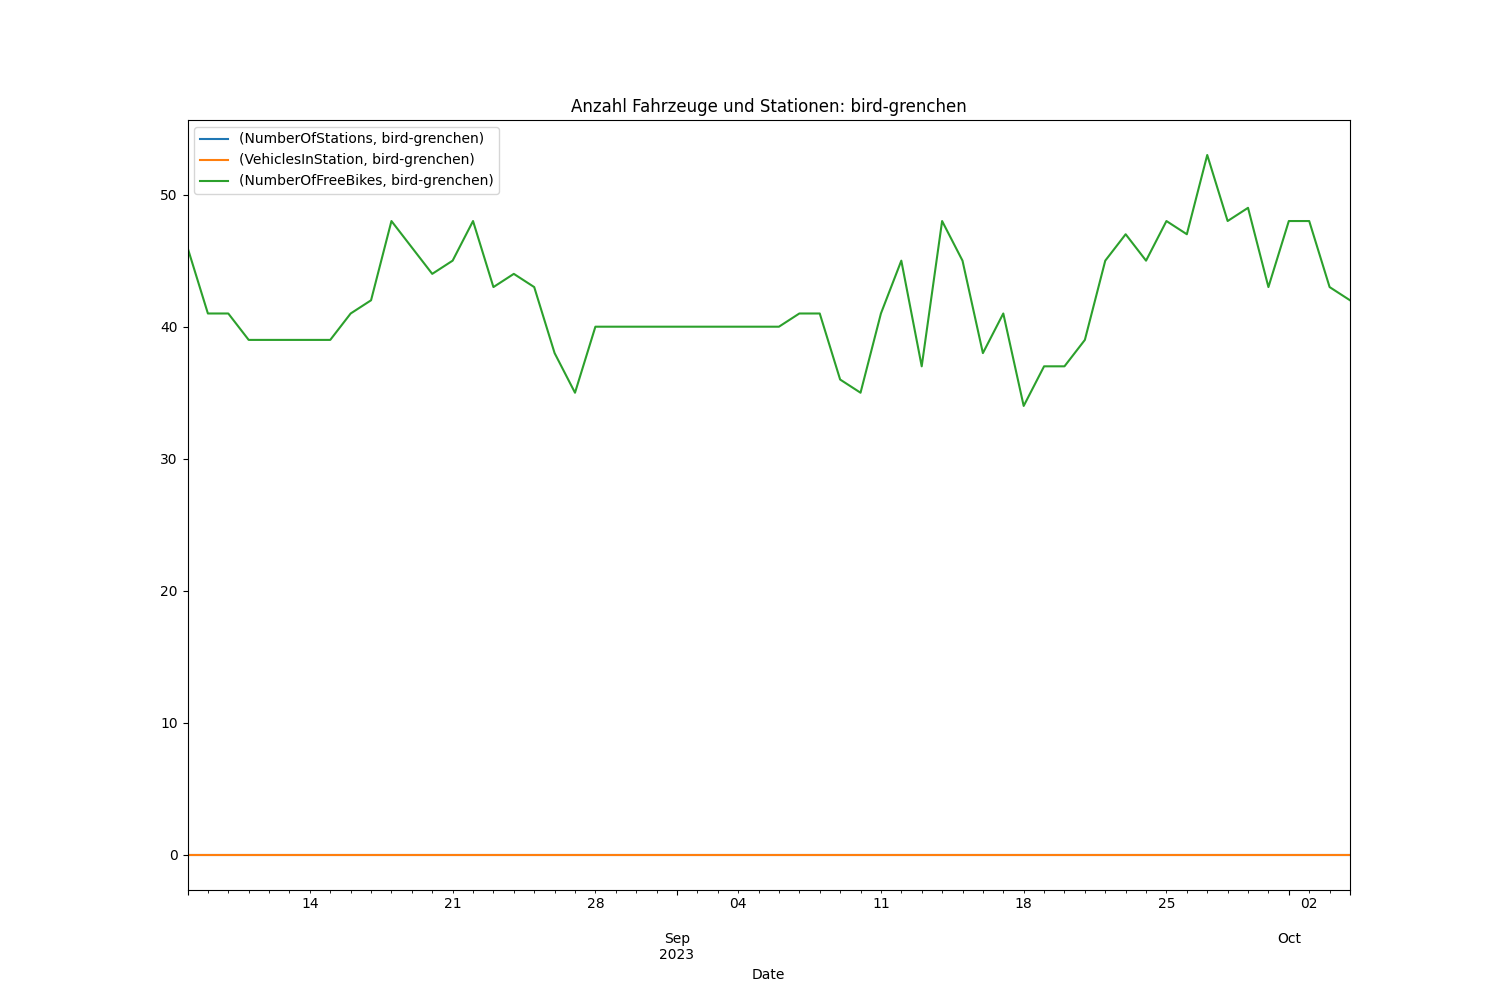 Anzahl Fahrzeuge und Stationen: bird-grenchen
(NumberOfStations, bird-grenchen)
(VehiclesInStation, bird-grenchen)
(NumberOfFreeBikes, bird-grenchen)
50
40
30
20
10
0
14 21 28 04 11 18 25 02
Sep Oct
2023
Date